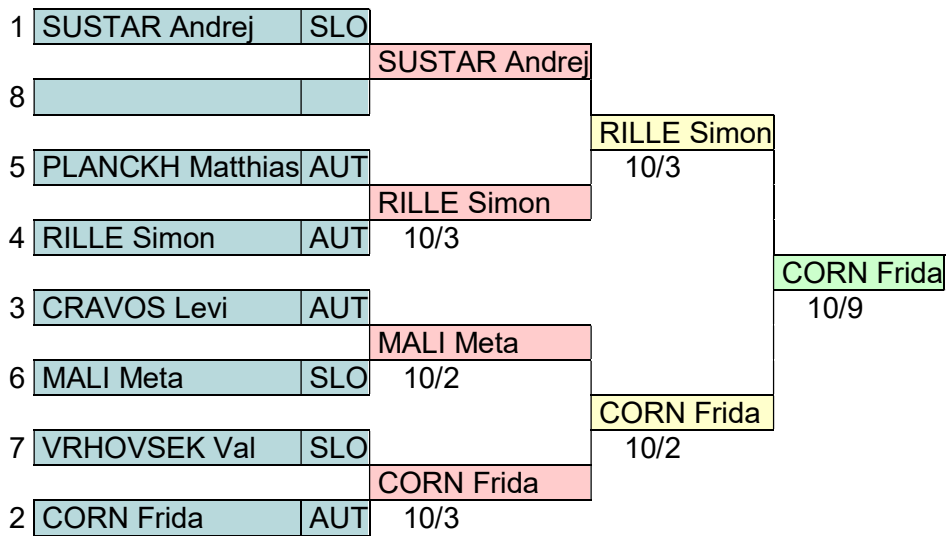 1 SUSTAR Andrej SLO
SUSTAR Andrej
8
RILLE Simon
5 PLANCKH Matthias AUT 10/3
RILLE Simon
4 RILLE Simon AUT 10/3
CORN Frida
3 CRAVOS Levi AUT 10/9
MALI Meta
6 MALI Meta SLO 10/2
CORN Frida
7 VRHOVSEK Val SLO 10/2
CORN Frida
2 CORN Frida AUT 10/3